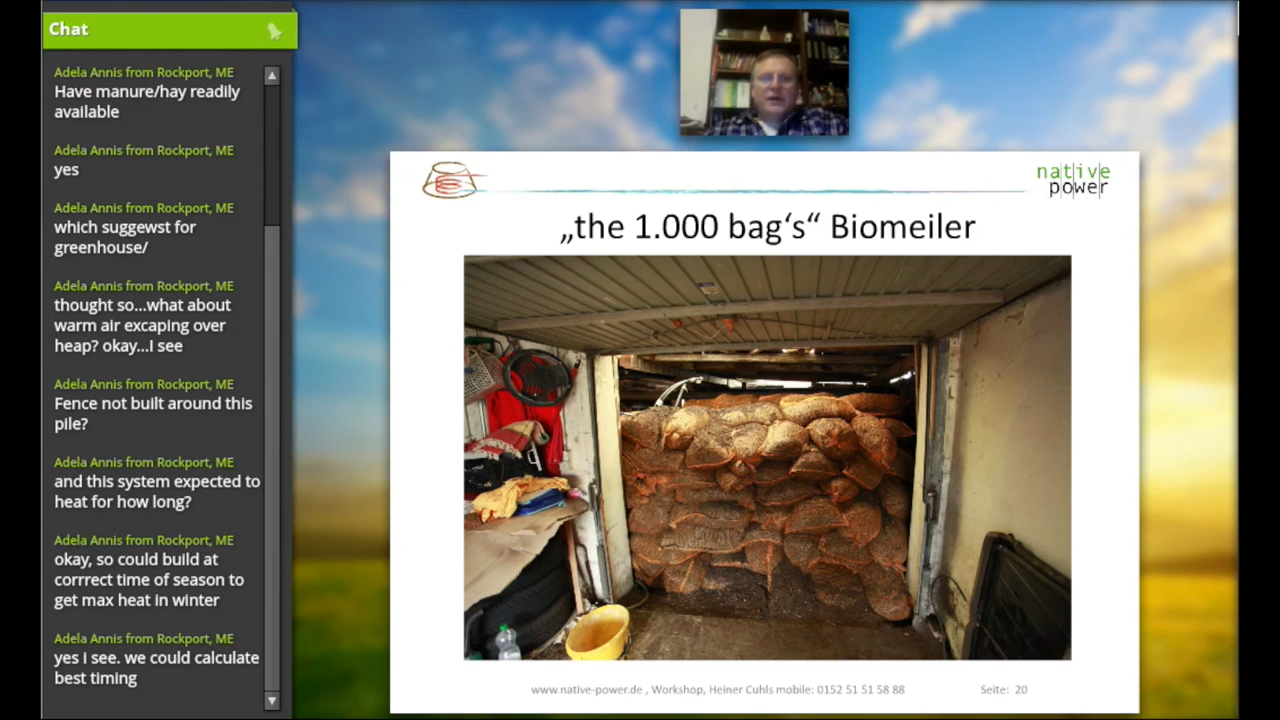 Chat
Adela Annis from Rockport, ME
Have manure/hay readily
available
Adela Annis from Rockport, ME
yes
Adela Annis from Rockport, ME
which suggewst for
greenhouse/
Adela Annis from Rockport, ME
thought so...what about
warm air excaping over
heap? okay...I see
Adela Annis from Rockport, ME
Fence not built around this
pile?
Adela Annis from Rockport, ME
and this system expected to
heat for how long?
Adela Annis from Rockport, ME
okay, so could build at
corrrect time of season to
get max heat in winter
Adela Annis from Rockport, ME
yes i see. we could calculate
best timing
native
power
„the 1.000 bag‘s“ Biomeiler
www.native-power.de , Workshop, Heiner Cuhls mobile: 0152 51 51 58 88
Seite: 20